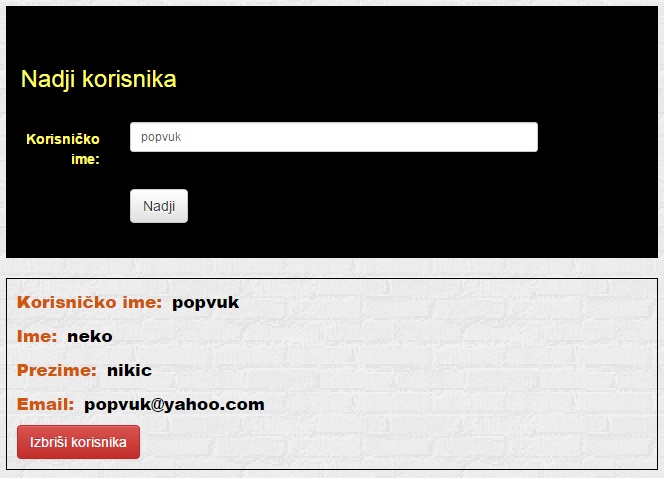 Nadji korisnika
Korisničko
ime:
popvuk
Nadji
Korisničko ime: popvuk
Ime: neko
Prezime: nikic
Email: popvuk@yahoo.com
Izbriši korisnika